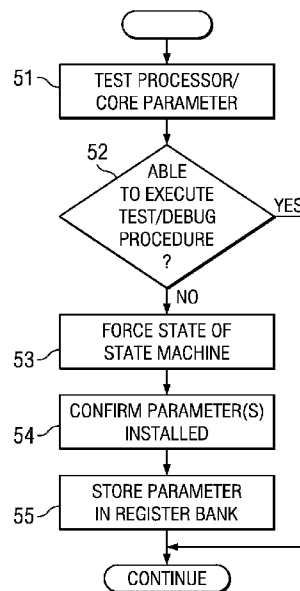 51
TEST PROCESSOR/
CORE PARAMETER
52
ABLE
TO EXECUTE
TEST/DEBUG
PROCEDURE
?
YES
NO
53
FORCE STATE OF
STATE MACHINE
54
CONFIRM PARAMETER(S)
INSTALLED
55
STORE PARAMETER
IN REGISTER BANK
CONTINUE